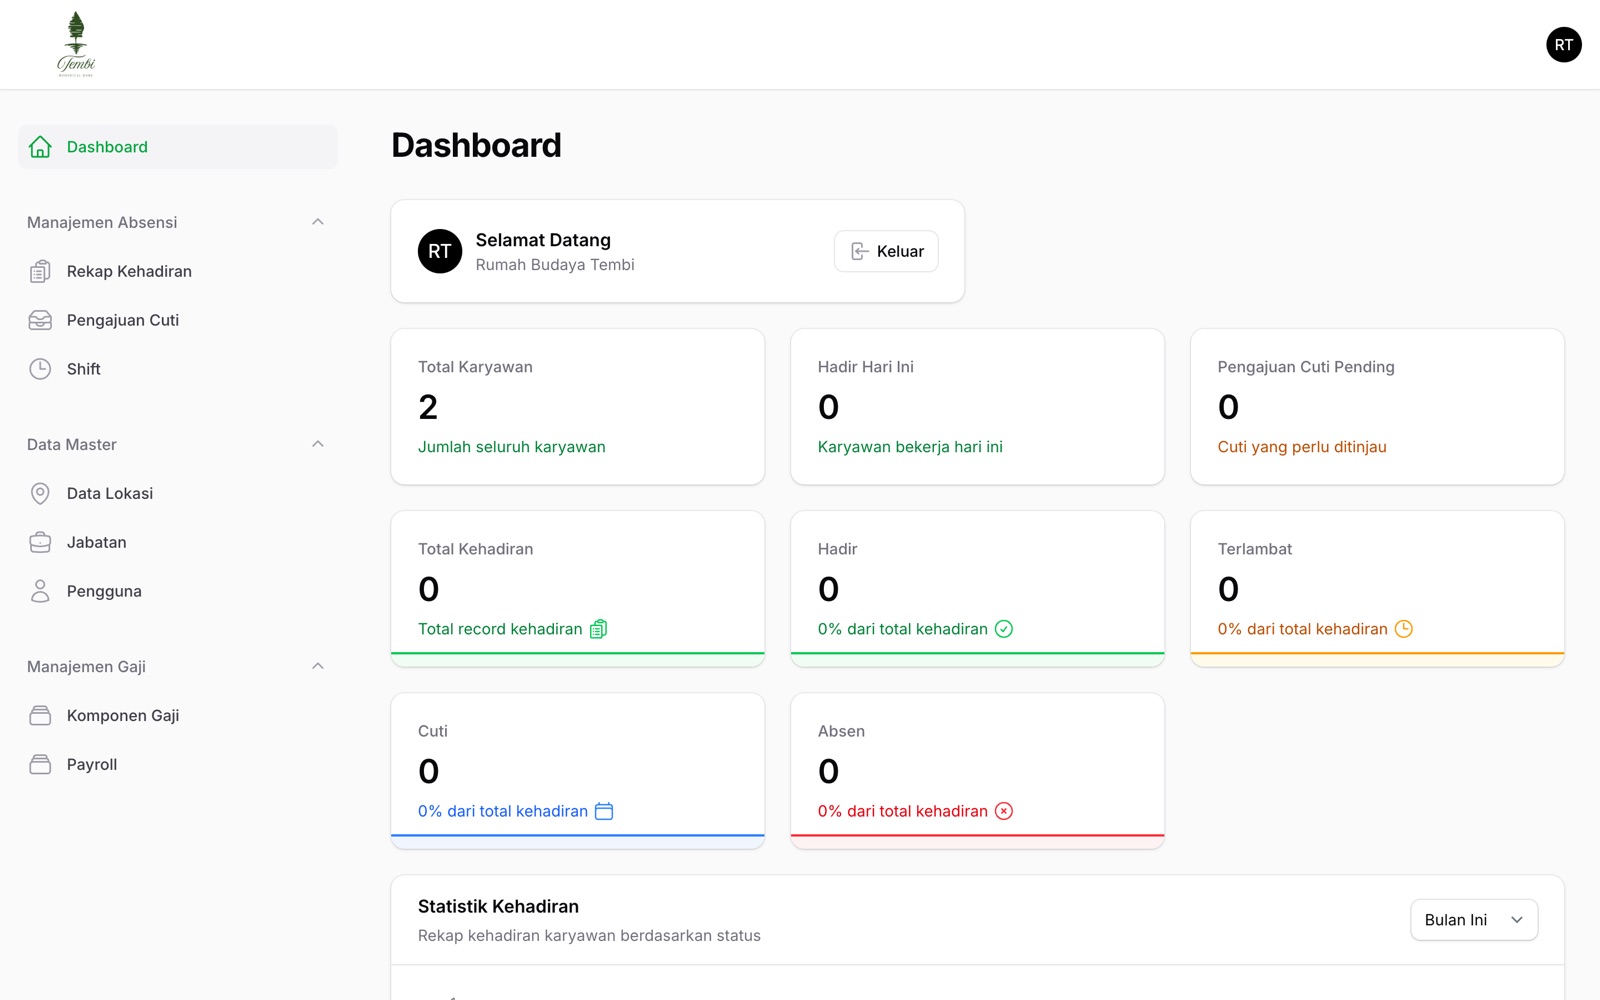 Tembi
RT
Dashboard
Manajemen Absensi
Rekap Kehadiran
Pengajuan Cuti
Shift
Data Master
Data Lokasi
Jabatan
Pengguna
Manajemen Gaji
Komponen Gaji
Payroll
Dashboard
RT
Selamat Datang
Rumah Budaya Tembi
Keluar
Total Karyawan
2
Jumlah seluruh karyawan
Hadir Hari Ini
0
Karyawan bekerja hari ini
Pengajuan Cuti Pending
0
Cuti yang perlu ditinjau
Total Kehadiran
0
Total record kehadiran
Hadir
0
0% dari total kehadiran
Terlambat
0
0% dari total kehadiran
Cuti
0
0% dari total kehadiran
Absen
0
0% dari total kehadiran
Statistik Kehadiran
Rekap kehadiran karyawan berdasarkan status
Bulan Ini